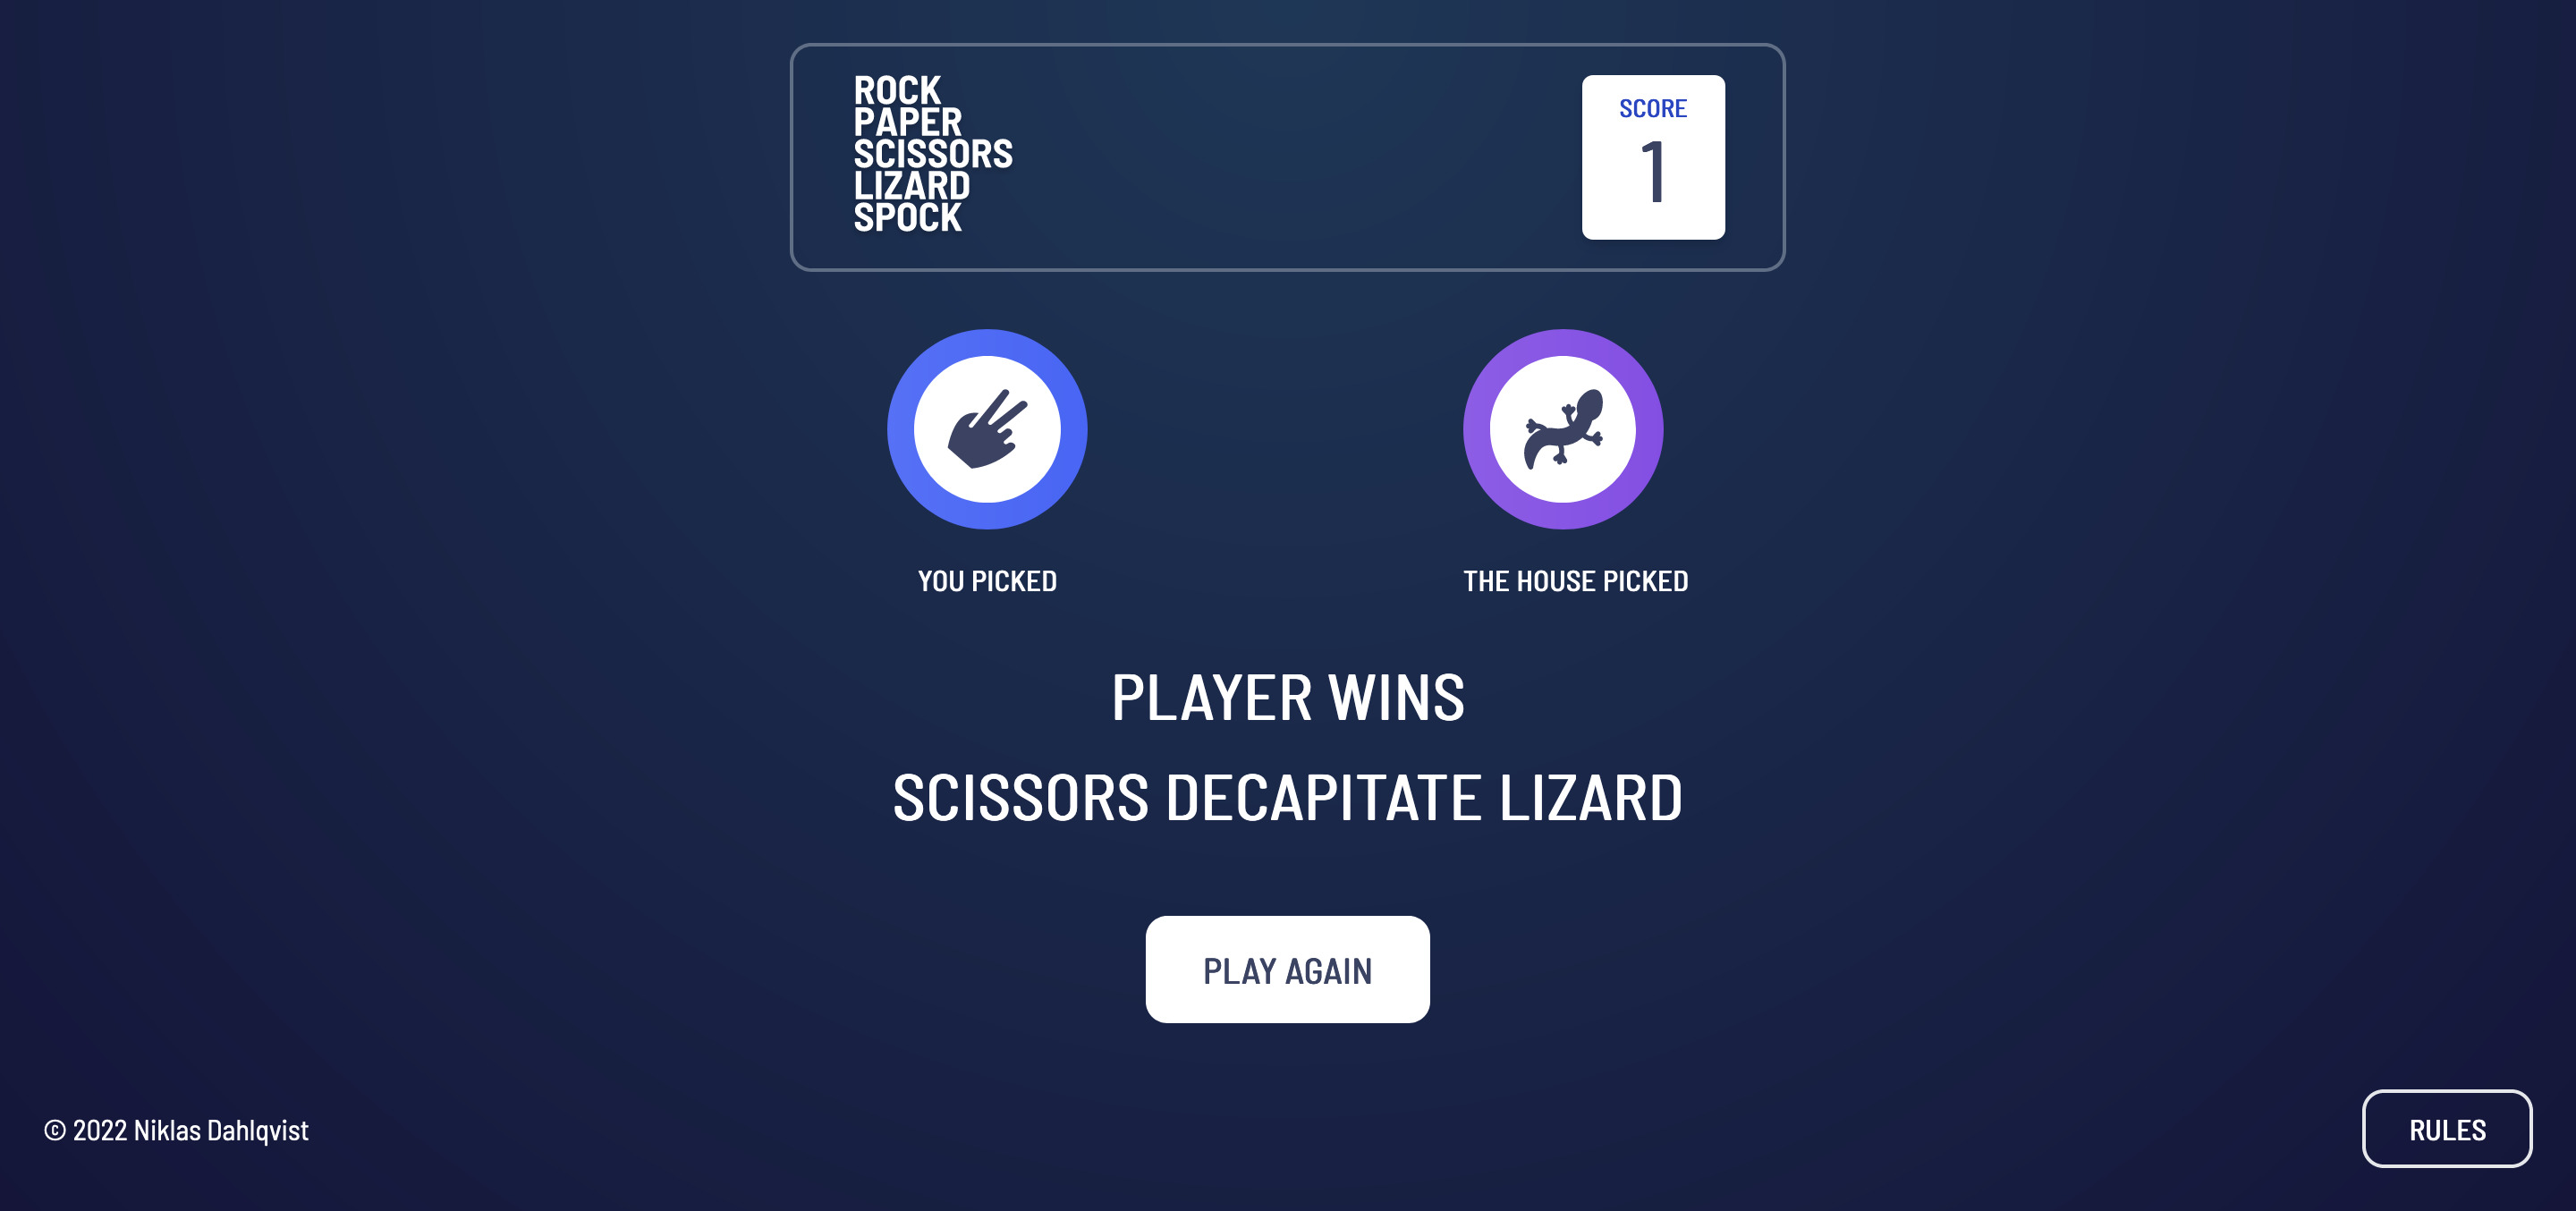 ROCK
PAPER
SCISSORS
LIZARD
SPOCK
SCORE
1
YOU PICKED
THE HOUSE PICKED
PLAYER WINS
SCISSORS DECAPITATE LIZARD
PLAY AGAIN
© 2022 Niklas Dahlqvist
RULES